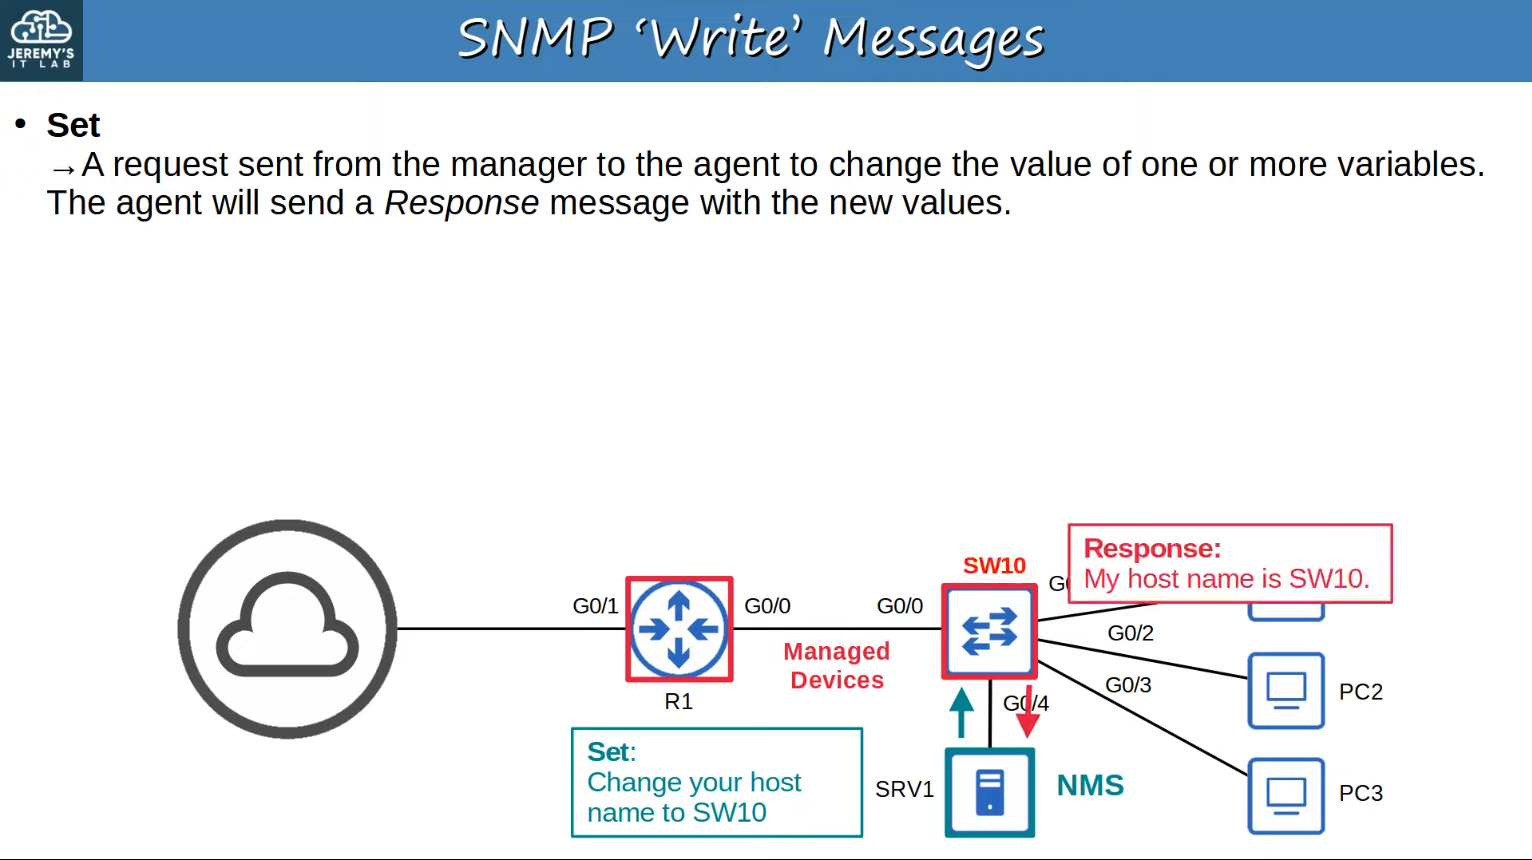 JEREMY'S
IT LAB
SNMP ‘Write’ Messages
• Set
→A request sent from the manager to the agent to change the value of one or more variables.
The agent will send a Response message with the new values.
Response:
My host name is SW10.
SW10
G0/1
G0/0
G0/0
G0/2
Managed
Devices
G0/3
R1
G0/4
PC2
Set:
Change your host
name to SW10
SRV1
NMS
PC3